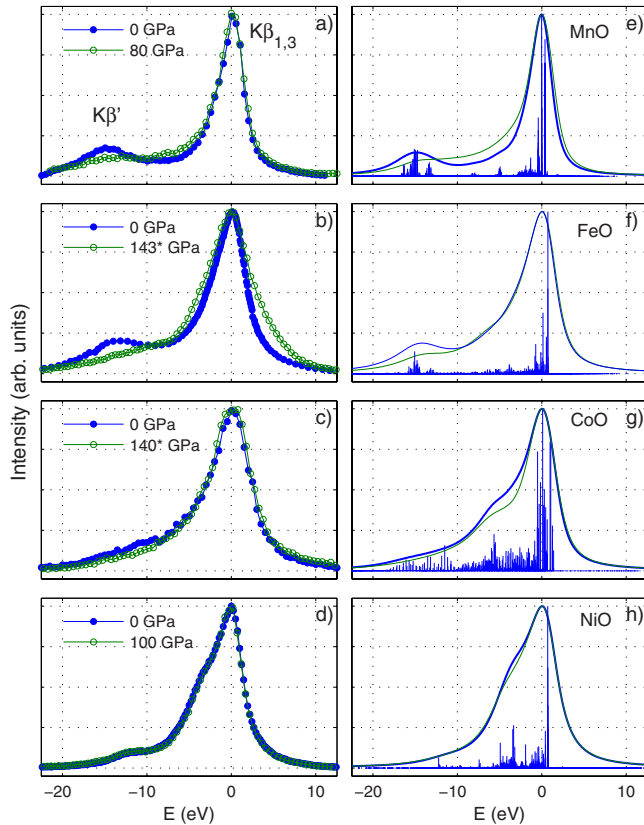 0 GPa
80 GPa
Kβ₁,₃
a)
Kβ'
e)
MnO
0 GPa
143* GPa
b)
f)
FeO
0 GPa
140* GPa
c)
g)
CoO
0 GPa
100 GPa
d)
h)
NiO
Intensity (arb. units)
−20 −10 0 10
−20 −10 0 10
E (eV)
E (eV)